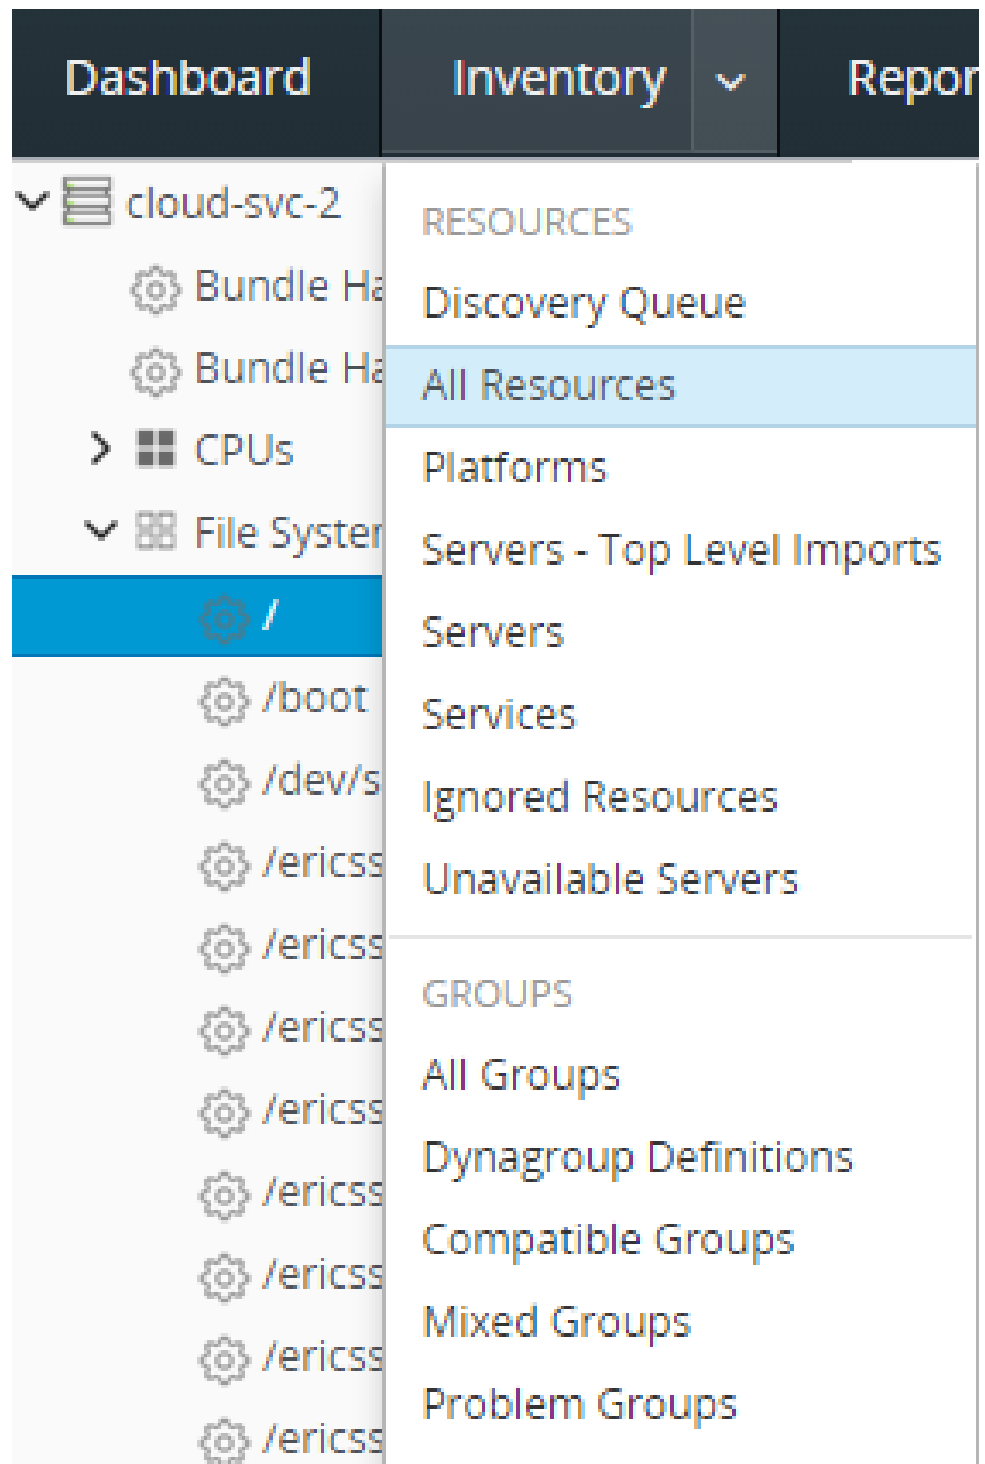 Dashboard
Inventory
Repor
cloud-svc-2
Bundle Ha
Bundle Ha
CPUs
File System
/
/boot
/dev/s
/ericss
/ericss
/ericss
/ericss
/ericss
/ericss
/ericss
/ericss
RESOURCES
Discovery Queue
All Resources
Platforms
Servers - Top Level Imports
Servers
Services
Ignored Resources
Unavailable Servers
GROUPS
All Groups
Dynagroup Definitions
Compatible Groups
Mixed Groups
Problem Groups